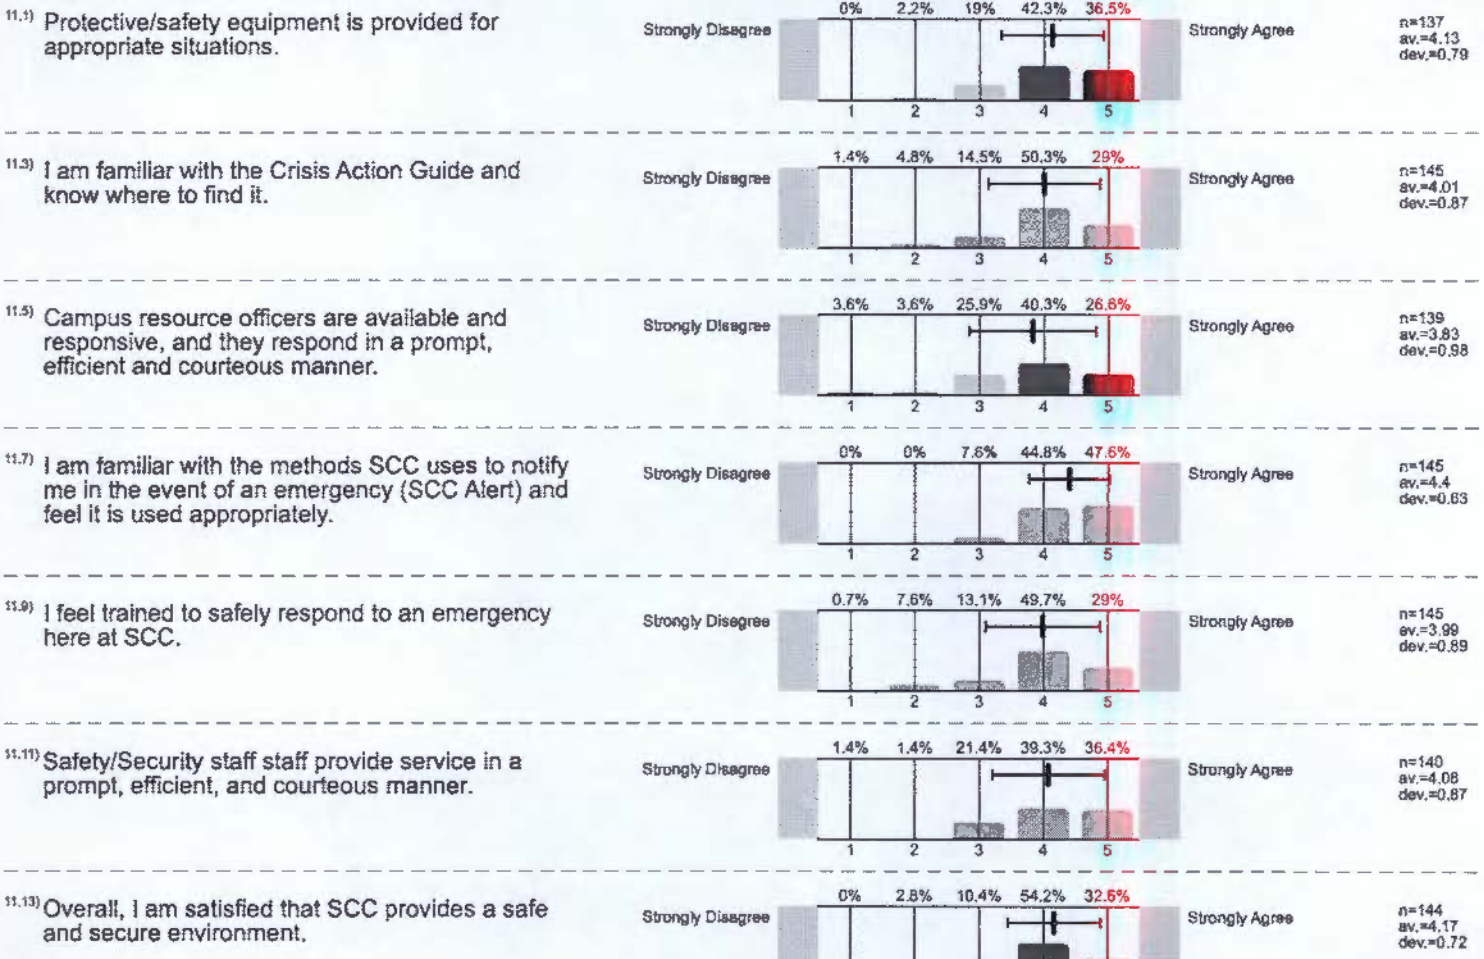 11.1) Protective/safety equipment is provided for
appropriate situations.
Strongly Disagree
0% 2.2% 19% 42.3% 36.5%
1 2 3 4 5
Strongly Agree
n=137
av.=4.13
dev.=0.79
11.3) I am familiar with the Crisis Action Guide and
know where to find it.
Strongly Disagree
1.4% 4.8% 14.5% 50.3% 29%
1 2 3 4 5
Strongly Agree
n=145
av.=4.01
dev.=0.87
11.5) Campus resource officers are available and
responsive, and they respond in a prompt,
efficient and courteous manner.
Strongly Disagree
3.6% 3.6% 25.9% 40.3% 26.6%
1 2 3 4 5
Strongly Agree
n=139
av.=3.83
dev.=0.98
11.7) I am familiar with the methods SCC uses to notify
me in the event of an emergency (SCC Alert) and
feel it is used appropriately.
Strongly Disagree
0% 0% 7.6% 44.8% 47.6%
1 2 3 4 5
Strongly Agree
n=145
av.=4.4
dev.=0.63
11.9) I feel trained to safely respond to an emergency
here at SCC.
Strongly Disagree
0.7% 7.6% 13.1% 49.7% 29%
1 2 3 4 5
Strongly Agree
n=145
av.=3.99
dev.=0.89
11.11) Safety/Security staff staff provide service in a
prompt, efficient, and courteous manner.
Strongly Disagree
1.4% 1.4% 21.4% 39.3% 36.4%
1 2 3 4 5
Strongly Agree
n=140
av.=4.08
dev.=0.87
11.13) Overall, I am satisfied that SCC provides a safe
and secure environment.
Strongly Disagree
0% 2.8% 10.4% 54.2% 32.6%
Strongly Agree
n=144
av.=4.17
dev.=0.72